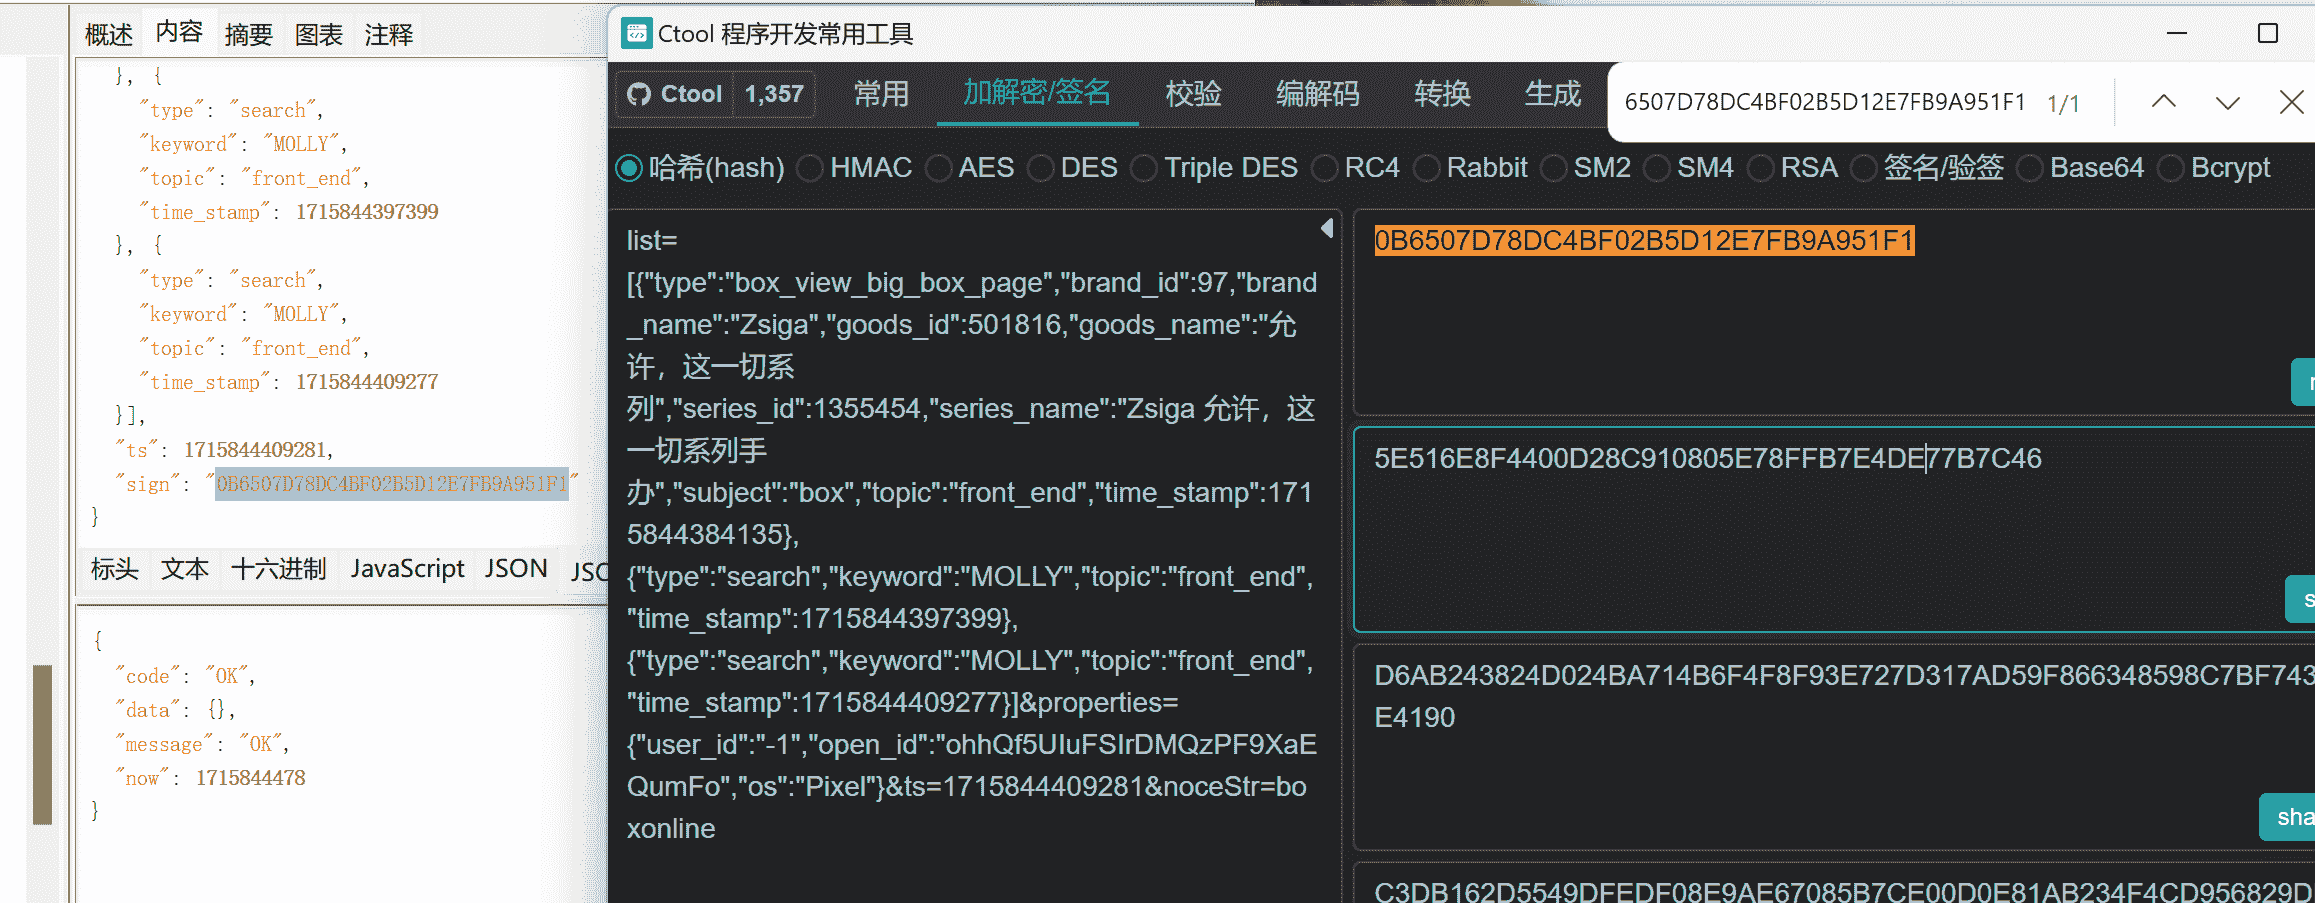 概述 内容 摘要 图表 注释
}, {
"type": "search",
"keyword": "MOLLY",
"topic": "front_end",
"time_stamp": 1715844397399
}, {
"type": "search",
"keyword": "MOLLY",
"topic": "front_end",
"time_stamp": 1715844409277
}],
"ts": 1715844409281,
"sign": "0B6507D78DC4BF02B5D12E7FB9A951F1"
}
标头 文本 十六进制 JavaScript JSON JSO
{
"code": "OK",
"data": {},
"message": "OK",
"now": 1715844478
}
Ctool 程序开发常用工具
Ctool 1,357 常用 加解密/签名 校验 编解码 转换 生成
6507D78DC4BF02B5D12E7FB9A951F1 1/1
哈希(hash) HMAC AES DES Triple DES RC4 Rabbit SM2 SM4 RSA 签名/验签 Base64 Bcrypt
list=
[{"type":"box_view_big_box_page","brand_id":97,"brand
_name":"Zsiga","goods_id":501816,"goods_name":"允
许，这一切系
列","series_id":1355454,"series_name":"Zsiga 允许，这
一切系列手
办","subject":"box","topic":"front_end","time_stamp":171
5844384135},
{"type":"search","keyword":"MOLLY","topic":"front_end",
"time_stamp":1715844397399},
{"type":"search","keyword":"MOLLY","topic":"front_end",
"time_stamp":1715844409277}]&properties=
{"user_id":"-1","open_id":"ohhQf5UIuFSIrDMQzPF9XaE
QumFo","os":"Pixel"}&ts=1715844409281&noceStr=bo
xonline
0B6507D78DC4BF02B5D12E7FB9A951F1
5E516E8F4400D28C910805E78FFB7E4DE77B7C46
s
D6AB243824D024BA714B6F4F8F93E727D317AD59F866348598C7BF743
E4190
sha
C3DB162D5549DFEDF08E9AE67085B7CE00D0E81AB234F4CD956829D